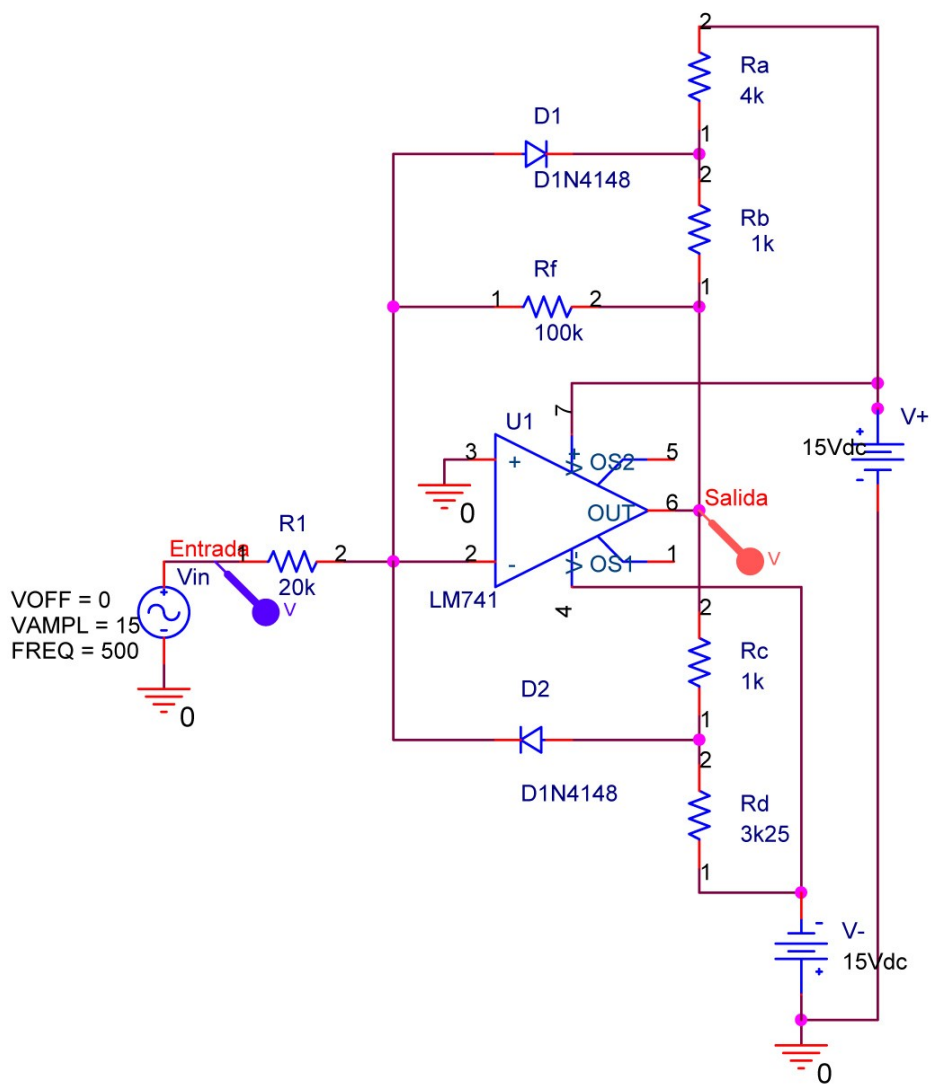 2
Ra
4k
1
D1
D1N4148
2
Rb
1k
1
Rf
1
2
100k
7
U1
V+
15Vdc
+
-
3
+
V+
OS2
5
0
OUT
6
Salida
V
R1
Entrada
1
2
2
-
V-
OS1
1
Vin
20k
V
LM741
4
VOFF = 0
VAMPL = 15
FREQ = 500
+
-
0
2
Rc
1k
1
D2
D1N4148
2
Rd
3k25
1
-
V-
15Vdc
+
0